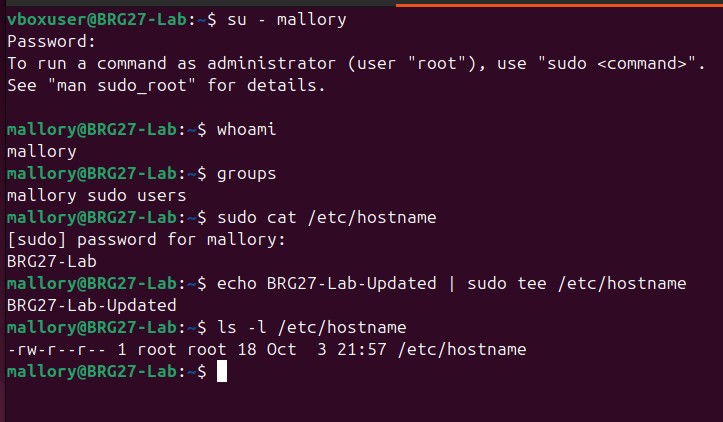 vboxuser@BRG27-Lab:~$ su - mallory
Password:
To run a command as administrator (user "root"), use "sudo <command>".
See "man sudo_root" for details.

mallory@BRG27-Lab:~$ whoami
mallory
mallory@BRG27-Lab:~$ groups
mallory sudo users
mallory@BRG27-Lab:~$ sudo cat /etc/hostname
[sudo] password for mallory:
BRG27-Lab
mallory@BRG27-Lab:~$ echo BRG27-Lab-Updated | sudo tee /etc/hostname
BRG27-Lab-Updated
mallory@BRG27-Lab:~$ ls -l /etc/hostname
-rw-r--r-- 1 root root 18 Oct  3 21:57 /etc/hostname
mallory@BRG27-Lab:~$